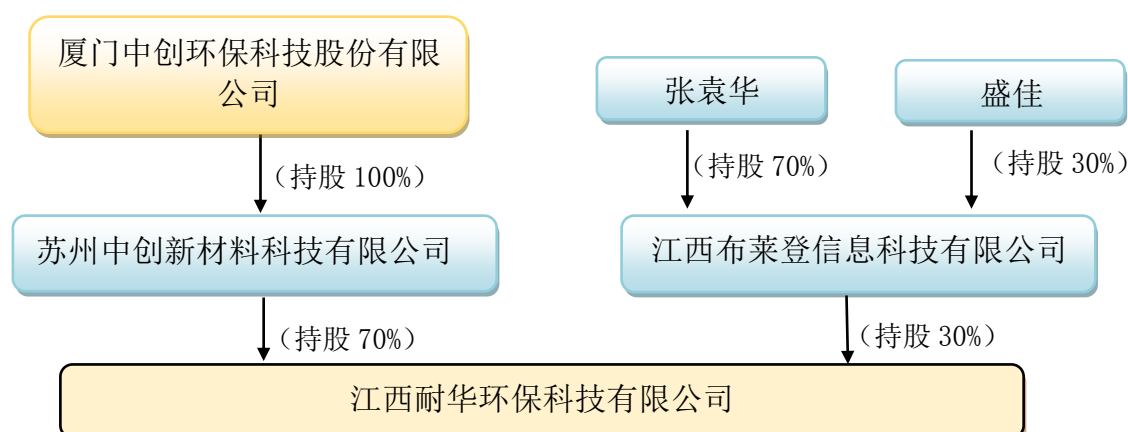 厦门中创环保科技股份有限
公司
张袁华
盛佳
（持股 100%）
（持股 70%）
（持股 30%）
苏州中创新材料科技有限公司
江西布莱登信息科技有限公司
（持股 70%）
（持股 30%）
江西耐华环保科技有限公司